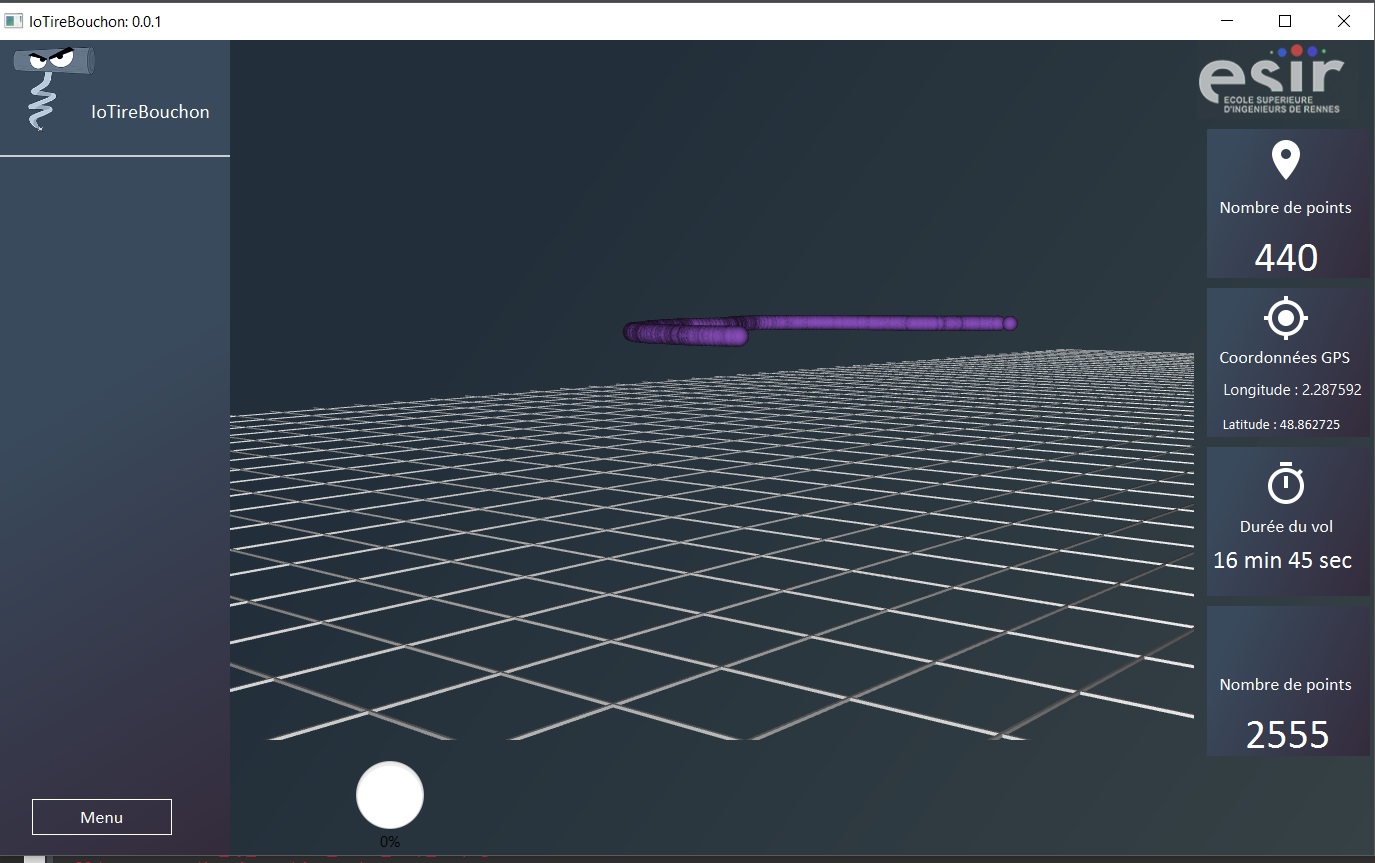 IoTireBouchon: 0.0.1
IoTireBouchon
esir
ECOLE SUPERIEURE
D'INGENIEURS DE RENNES
Nombre de points
440
Coordonnées GPS
Longitude : 2.287592
Latitude : 48.862725
Durée du vol
16 min 45 sec
Nombre de points
2555
Menu
0%